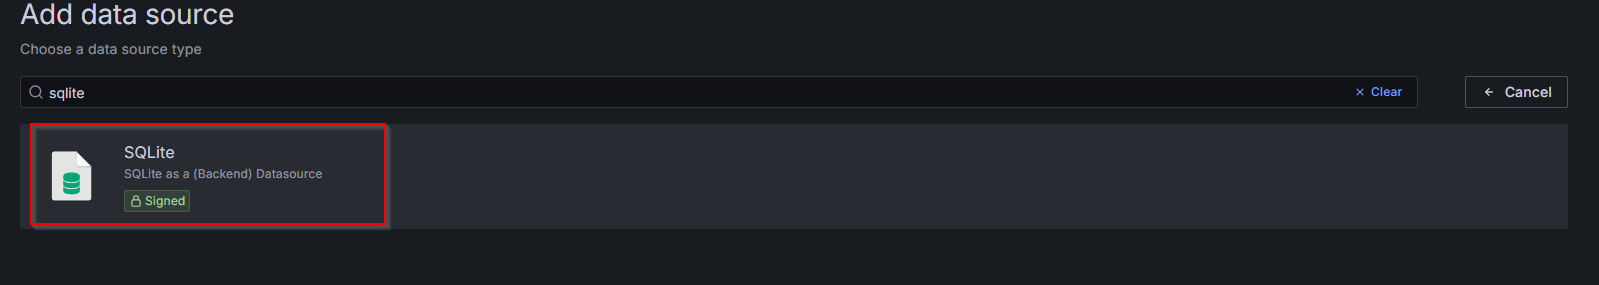 Add data source
Choose a data source type
sqlite
Clear
Cancel
SQLite
SQLite as a (Backend) Datasource
Signed